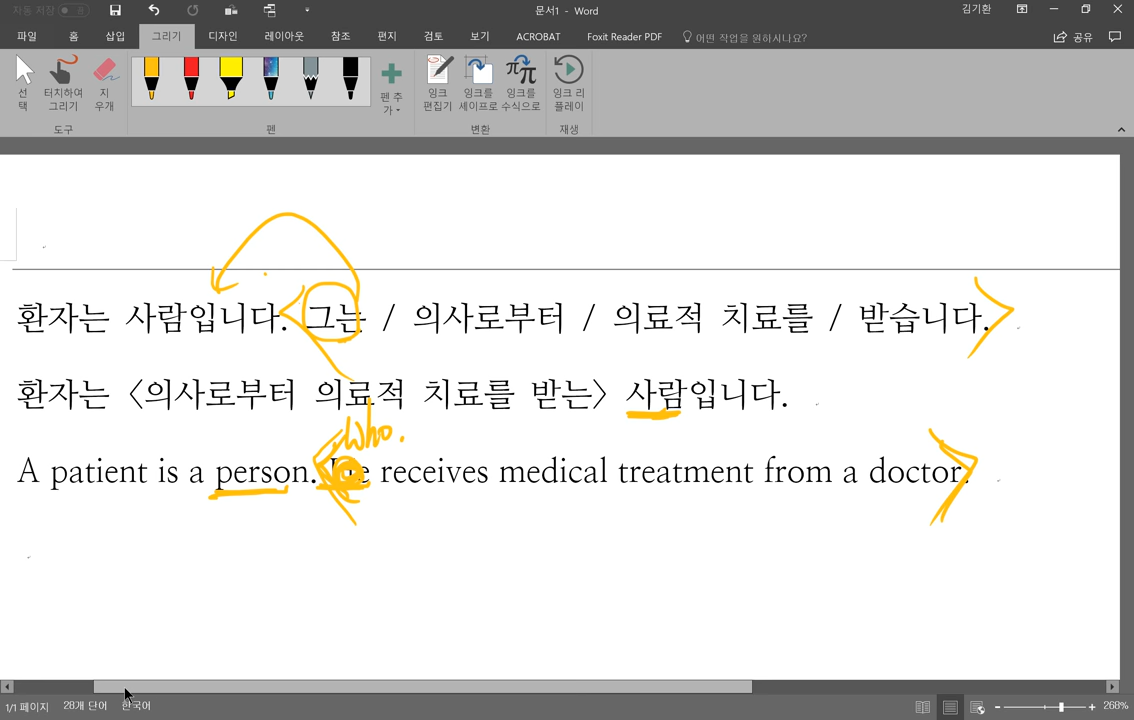 자동 저장 끔
문서1 - Word
김기환
파일 홈 삽입 그리기 디자인 레이아웃 참조 편지 검토 보기 ACROBAT Foxit Reader PDF 어떤 작업을 원하시나요? 공유
선택
터치하여 그리기
지우개
펜 추가
잉크 편집기
잉크를 셰이프로
잉크를 수식으로
잉크 리플레이
도구 펜 변환 재생
환자는 사람입니다. 그는 / 의사로부터 / 의료적 치료를 / 받습니다.
환자는 〈의사로부터 의료적 치료를 받는〉 사람입니다.
who.
A patient is a person. He receives medical treatment from a doctor.
1/1 페이지 28개 단어 한국어 268%